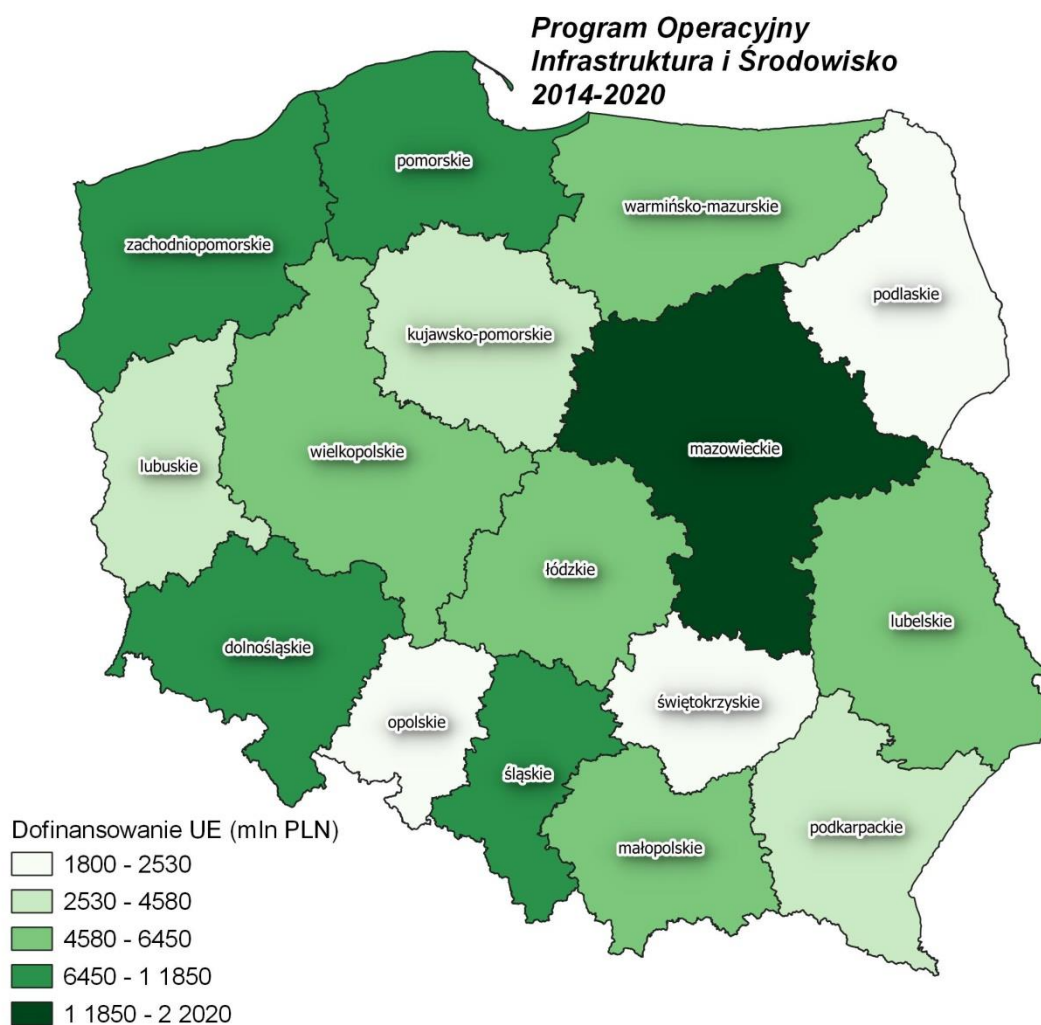 Program Operacyjny
Infrastruktura i Środowisko
2014-2020
pomorskie
warmińsko-mazurskie
zachodniopomorskie
podlaskie
kujawsko-pomorskie
mazowieckie
wielkopolskie
lubuskie
łódzkie
lubelskie
dolnośląskie
świętokrzyskie
opolskie
śląskie
podkarpackie
małopolskie
Dofinansowanie UE (mln PLN)
1800 - 2530
2530 - 4580
4580 - 6450
6450 - 1 1850
1 1850 - 2 2020